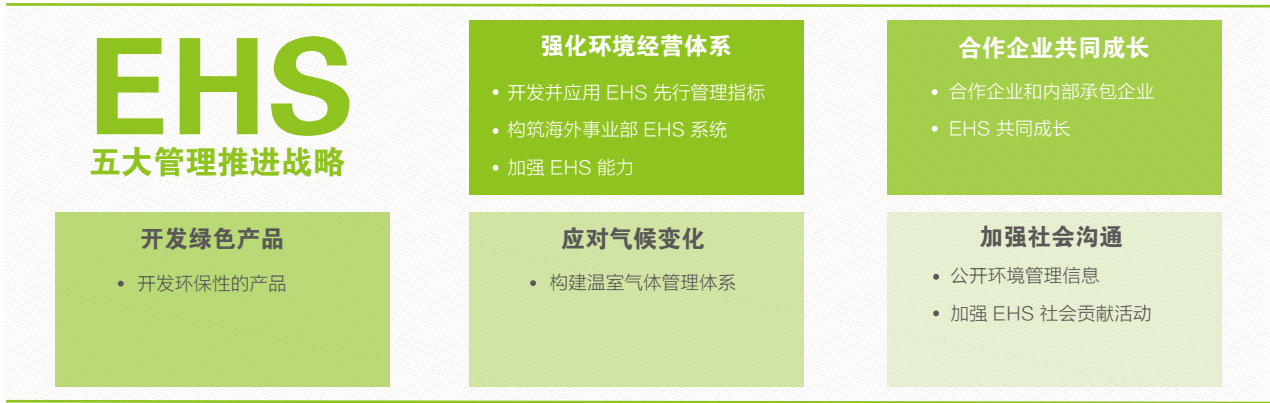 EHS
五大管理推进战略
强化环境经营体系
• 开发并应用 EHS 先行管理指标
• 构筑海外事业部 EHS 系统
• 加强 EHS 能力
合作企业共同成长
• 合作企业和内部承包企业
• EHS 共同成长
开发绿色产品
• 开发环保性的产品
应对气候变化
• 构建温室气体管理体系
加强社会沟通
• 公开环境管理信息
• 加强 EHS 社会贡献活动